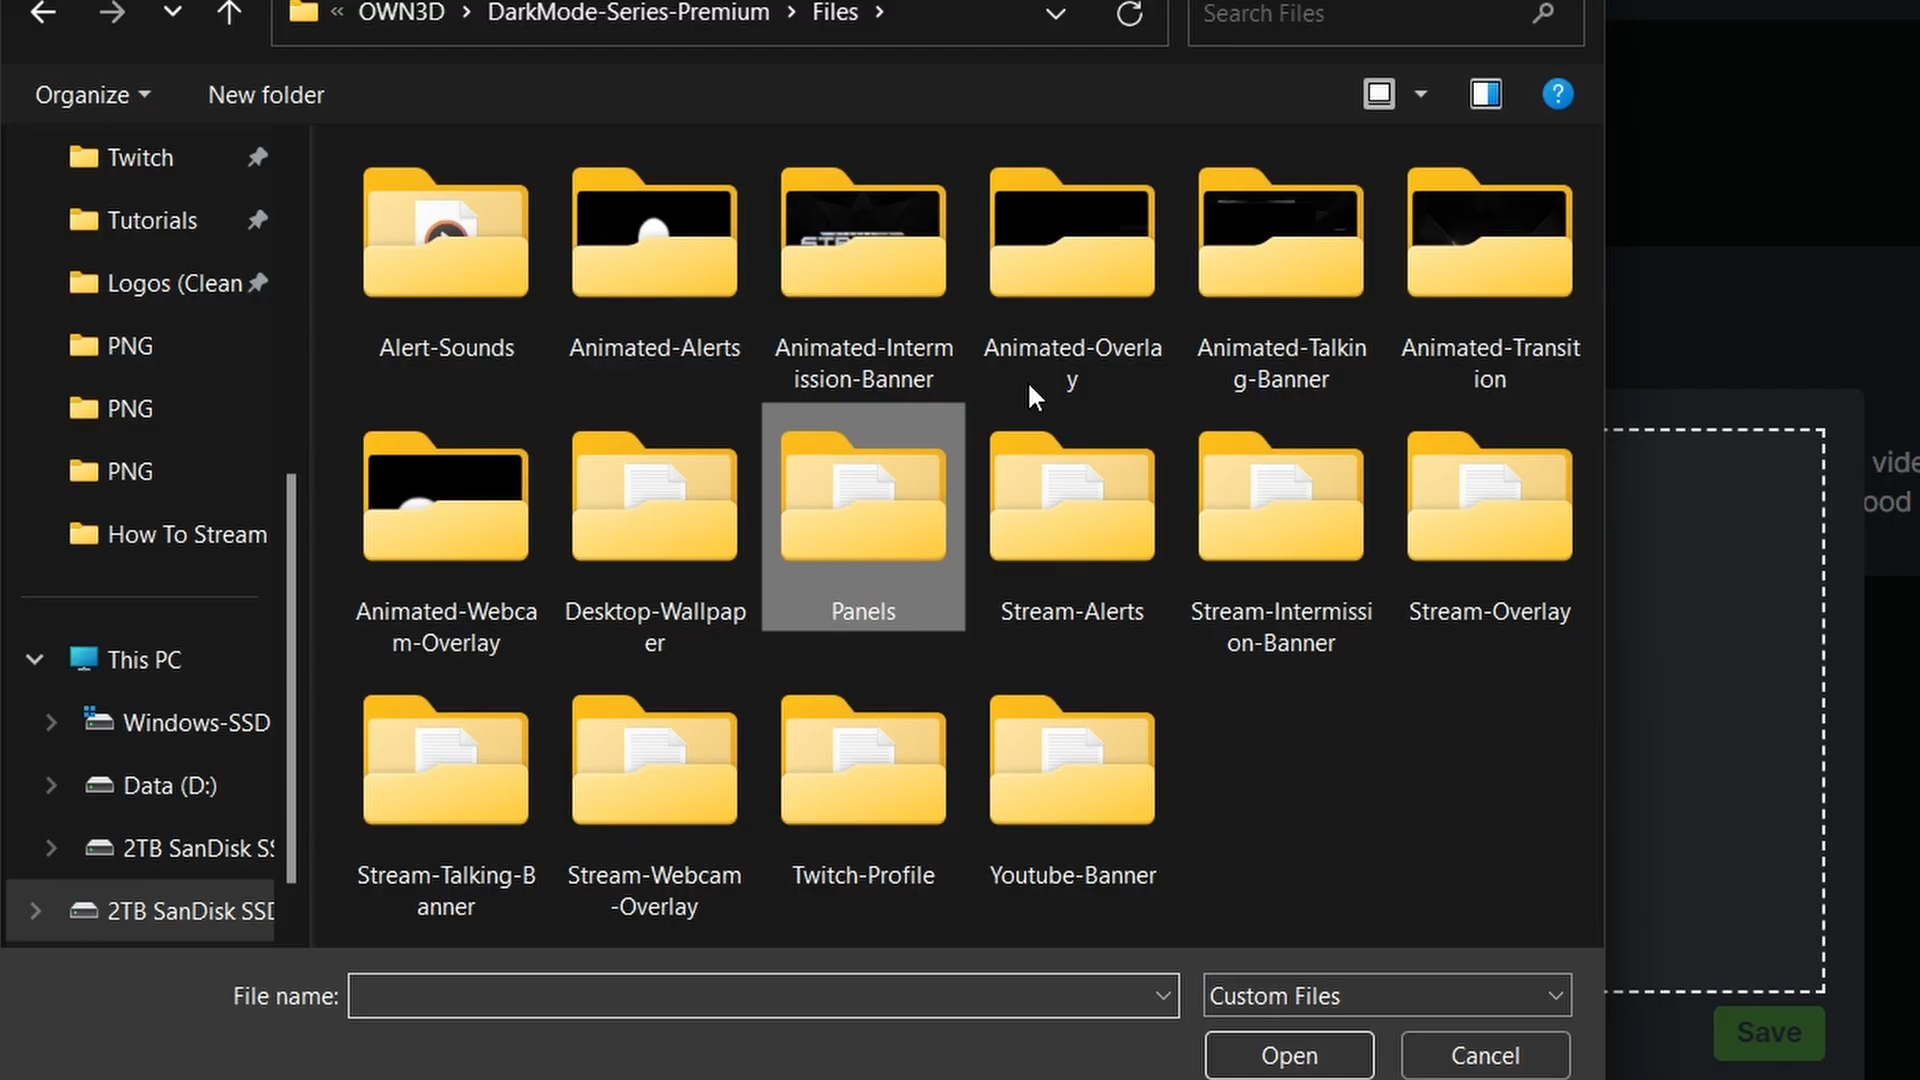 « OWN3D > DarkMode-Series-Premium > Files >
Search Files
Organize
New folder
Twitch
Tutorials
Logos (Clean
PNG
PNG
PNG
How To Stream
This PC
Windows-SSD
Data (D:)
2TB SanDisk SS
2TB SanDisk SSD
Alert-Sounds
Animated-Alerts
Animated-Interm
ission-Banner
Animated-Overla
y
Animated-Talkin
g-Banner
Animated-Transit
ion
Animated-Webca
m-Overlay
Desktop-Wallpap
er
Panels
Stream-Alerts
Stream-Intermissi
on-Banner
Stream-Overlay
Stream-Talking-B
anner
Stream-Webcam
-Overlay
Twitch-Profile
Youtube-Banner
File name:
Custom Files
Open
Cancel
vide
ood
Save